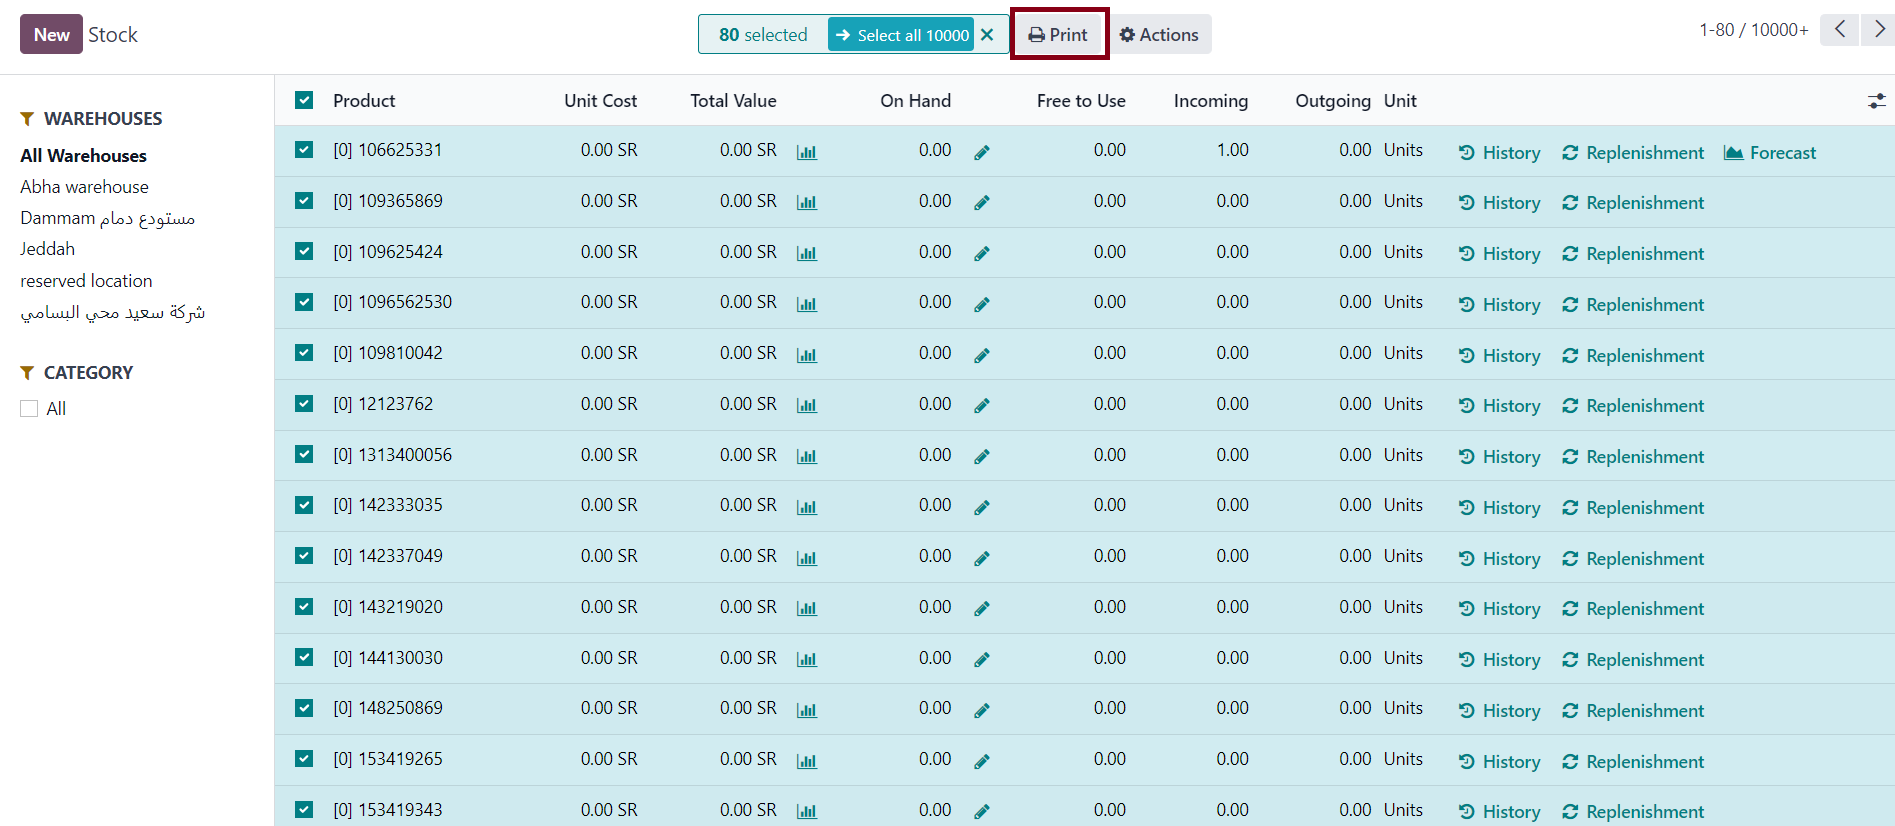 New Stock 80 selected Select all 10000 Print Actions 1-80 / 10000+
WAREHOUSES
All Warehouses
Abha warehouse
Dammam مستودع دمام
Jeddah
reserved location
شركة سعيد محي البسامي
CATEGORY
All
Product Unit Cost Total Value On Hand Free to Use Incoming Outgoing Unit
[0] 106625331 0.00 SR 0.00 SR 0.00 0.00 1.00 0.00 Units History Replenishment Forecast
[0] 109365869 0.00 SR 0.00 SR 0.00 0.00 0.00 0.00 Units History Replenishment
[0] 109625424 0.00 SR 0.00 SR 0.00 0.00 0.00 0.00 Units History Replenishment
[0] 1096562530 0.00 SR 0.00 SR 0.00 0.00 0.00 0.00 Units History Replenishment
[0] 109810042 0.00 SR 0.00 SR 0.00 0.00 0.00 0.00 Units History Replenishment
[0] 12123762 0.00 SR 0.00 SR 0.00 0.00 0.00 0.00 Units History Replenishment
[0] 1313400056 0.00 SR 0.00 SR 0.00 0.00 0.00 0.00 Units History Replenishment
[0] 142333035 0.00 SR 0.00 SR 0.00 0.00 0.00 0.00 Units History Replenishment
[0] 142337049 0.00 SR 0.00 SR 0.00 0.00 0.00 0.00 Units History Replenishment
[0] 143219020 0.00 SR 0.00 SR 0.00 0.00 0.00 0.00 Units History Replenishment
[0] 144130030 0.00 SR 0.00 SR 0.00 0.00 0.00 0.00 Units History Replenishment
[0] 148250869 0.00 SR 0.00 SR 0.00 0.00 0.00 0.00 Units History Replenishment
[0] 153419265 0.00 SR 0.00 SR 0.00 0.00 0.00 0.00 Units History Replenishment
[0] 153419343 0.00 SR 0.00 SR 0.00 0.00 0.00 0.00 Units History Replenishment